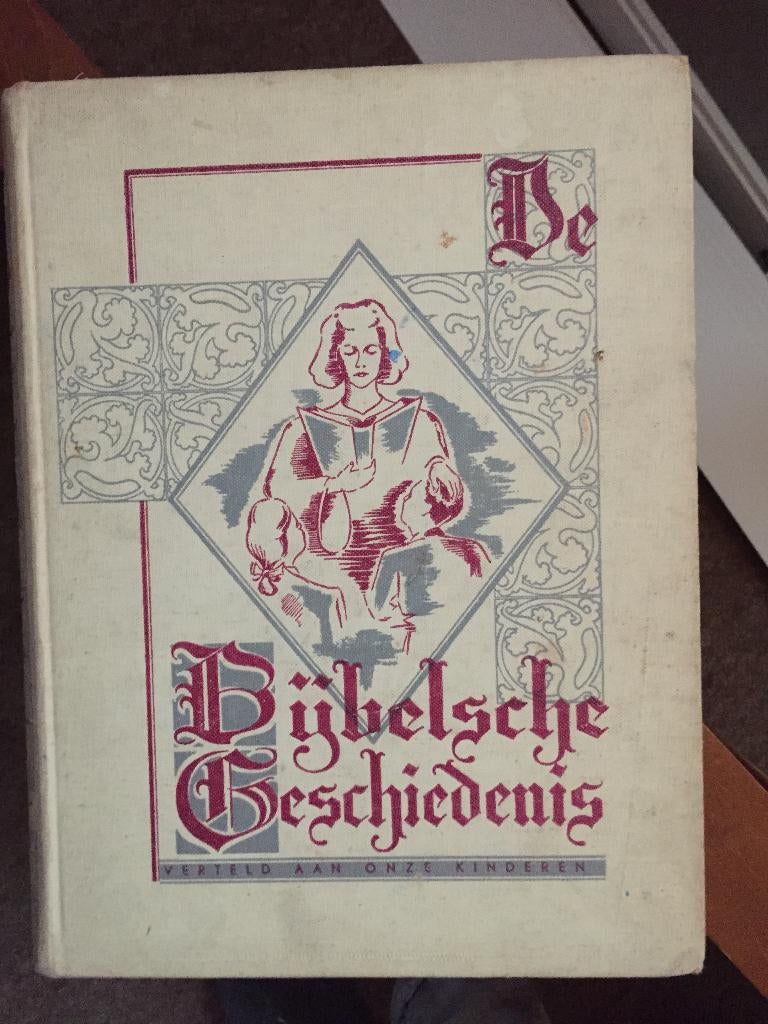 De
Bijbelsche
Geschiedenis
VERTELD AAN ONZE KINDEREN